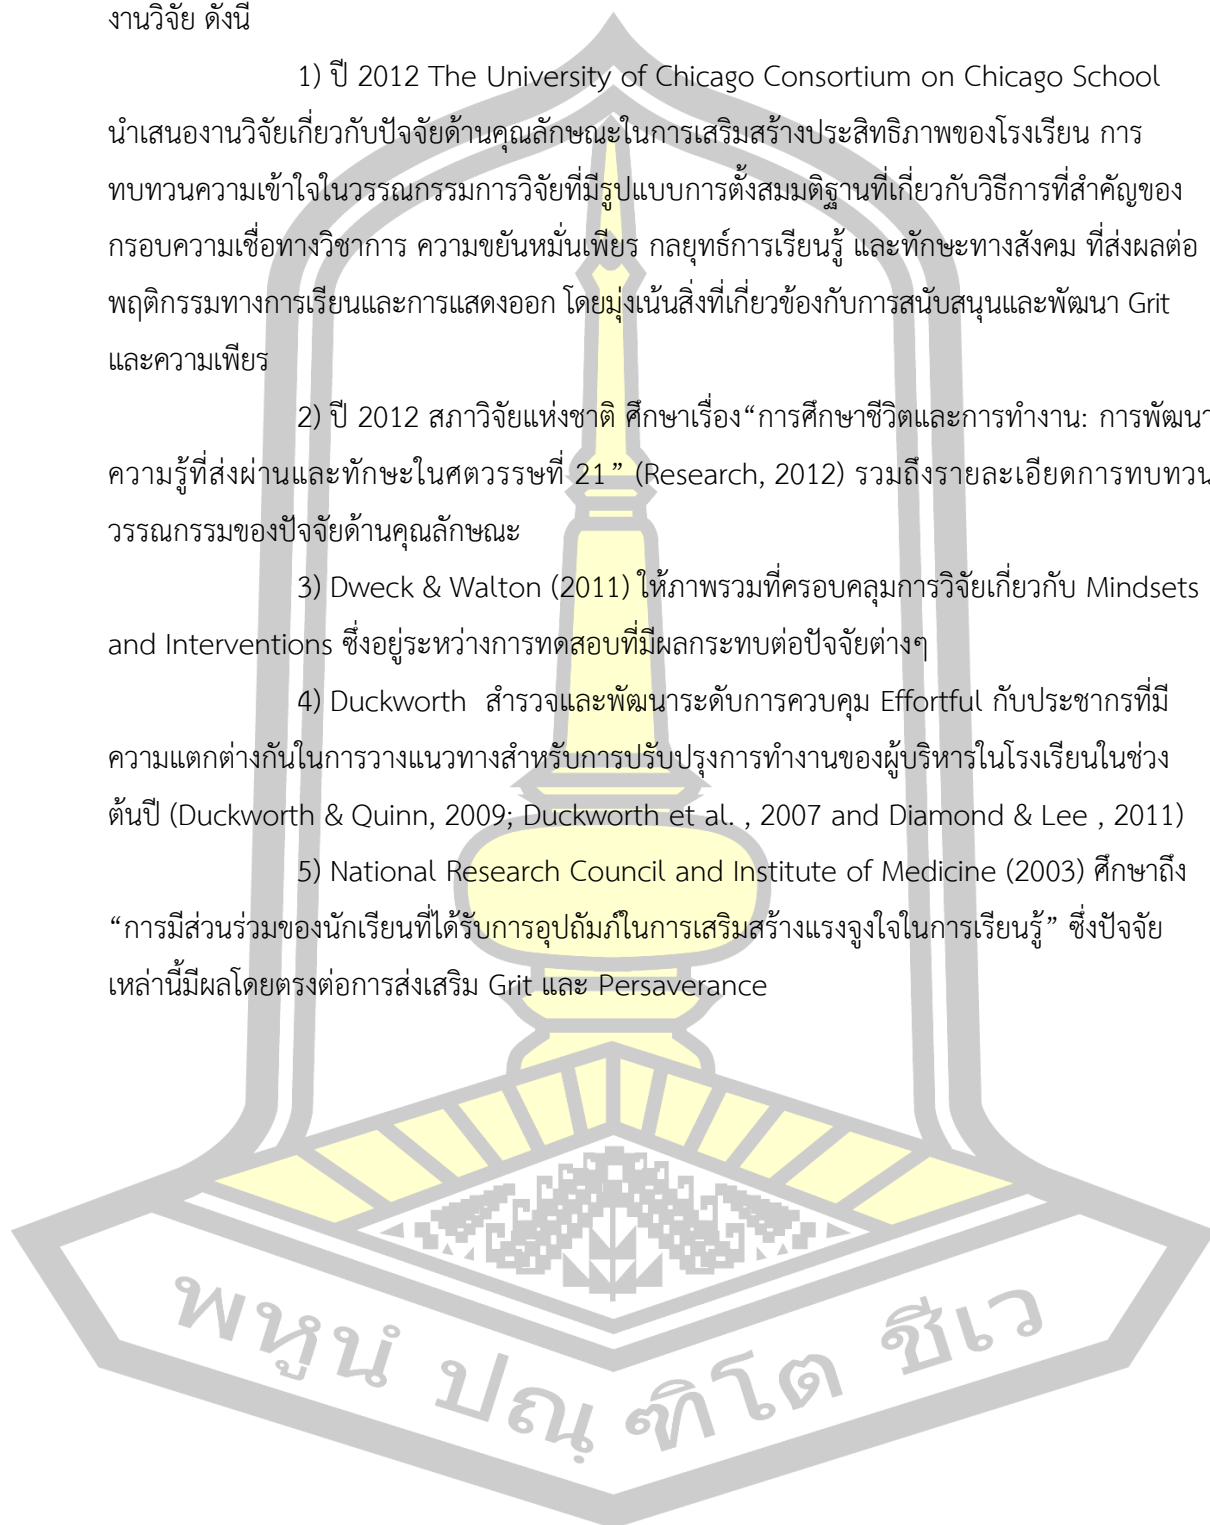 งานวิจัย ดังนี้
1) ปี 2012 The University of Chicago Consortium on Chicago School
นำเสนองานวิจัยเกี่ยวกับปัจจัยด้านคุณลักษณะในการเสริมสร้างประสิทธิภาพของโรงเรียน การ
ทบทวนความเข้าใจในวรรณกรรมการวิจัยที่มีรูปแบบการตั้งสมมติฐานที่เกี่ยวกับวิธีการที่สำคัญของ
กรอบความเชื่อทางวิชาการ ความขยันหมั่นเพียร กลยุทธ์การเรียนรู้ และทักษะทางสังคม ที่ส่งผลต่อ
พฤติกรรมทางการเรียนและการแสดงออก โดยมุ่งเน้นสิ่งที่เกี่ยวข้องกับการสนับสนุนและพัฒนา Grit
และความเพียร
2) ปี 2012 สภาวิจัยแห่งชาติ ศึกษาเรื่อง“การศึกษาชีวิตและการทำงาน: การพัฒนา
ความรู้ที่ส่งผ่านและทักษะในศตวรรษที่ 21” (Research, 2012) รวมถึงรายละเอียดการทบทวน
วรรณกรรมของปัจจัยด้านคุณลักษณะ
3) Dweck & Walton (2011) ให้ภาพรวมที่ครอบคลุมการวิจัยเกี่ยวกับ Mindsets
and Interventions ซึ่งอยู่ระหว่างการทดสอบที่มีผลกระทบต่อปัจจัยต่างๆ
4) Duckworth สำรวจและพัฒนาระดับการควบคุม Effortful กับประชากรที่มี
ความแตกต่างกันในการวางแนวทางสำหรับการปรับปรุงการทำงานของผู้บริหารในโรงเรียนในช่วง
ต้นปี (Duckworth & Quinn, 2009; Duckworth et al. , 2007 and Diamond & Lee , 2011)
5) National Research Council and Institute of Medicine (2003) ศึกษาถึง
“การมีส่วนร่วมของนักเรียนที่ได้รับการอุปถัมภ์ในการเสริมสร้างแรงจูงใจในการเรียนรู้” ซึ่งปัจจัย
เหล่านี้มีผลโดยตรงต่อการส่งเสริม Grit และ Persaverance
พหูนํ ปณฺฑิโต ชีเว